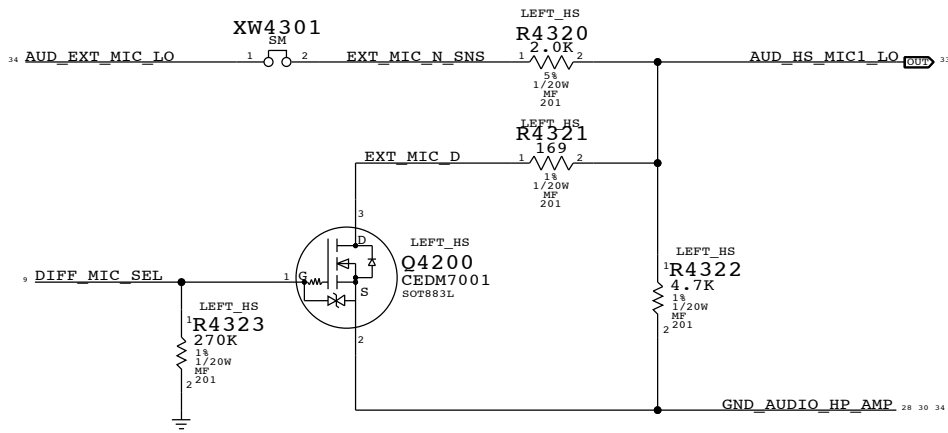 XW4301
SM
LEFT_HS
R4320
2.0K
34 AUD_EXT_MIC_LO 1 2 EXT_MIC_N_SNS 1 2 AUD_HS_MIC1_LO OUT 33
5%
1/20W
MF
201
LEFT_HS
R4321
169
EXT_MIC_D 1 2
1%
1/20W
MF
201
3
D
LEFT_HS
Q4200
CEDM7001
SOT883L
9 DIFF_MIC_SEL 1 G
S
2
LEFT_HS
1 R4322
4.7K
1%
1/20W
MF
2 201
LEFT_HS
1 R4323
270K
1%
1/20W
MF
2 201
GND_AUDIO_HP_AMP 28 30 34